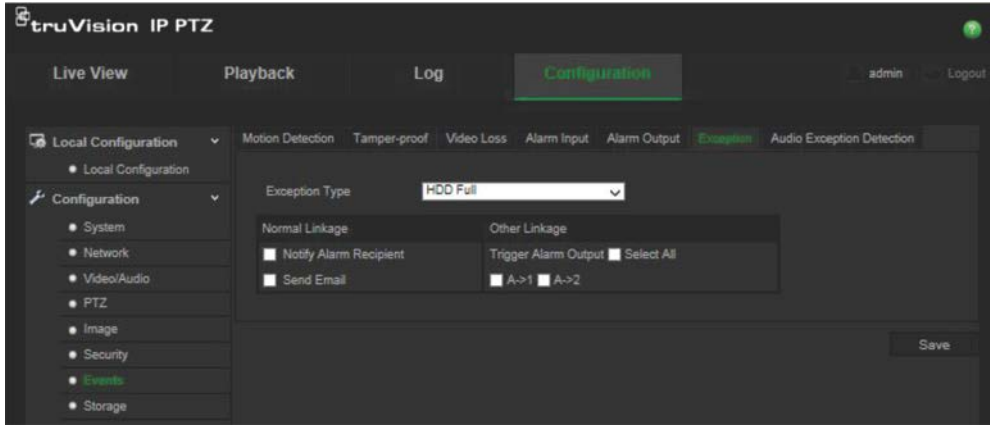 truVision IP PTZ
?
Live View Playback Log Configuration admin Logout
Local Configuration
Local Configuration
Configuration
System
Network
Video/Audio
PTZ
Image
Security
Events
Storage
Motion Detection Tamper-proof Video Loss Alarm Input Alarm Output Exception Audio Exception Detection
Exception Type HDD Full
Normal Linkage Other Linkage
Notify Alarm Recipient Trigger Alarm Output Select All
Send Email A->1 A->2
Save